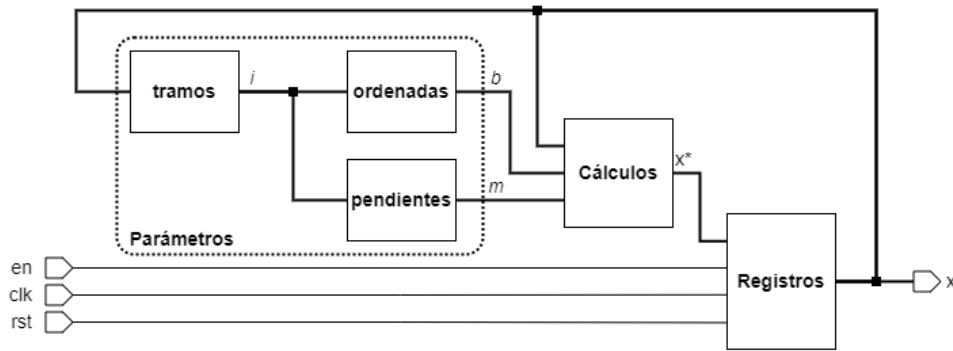 tramos
i
ordenadas
b
pendientes
m
Parámetros
Cálculos
x*
en
clk
rst
Registros
x